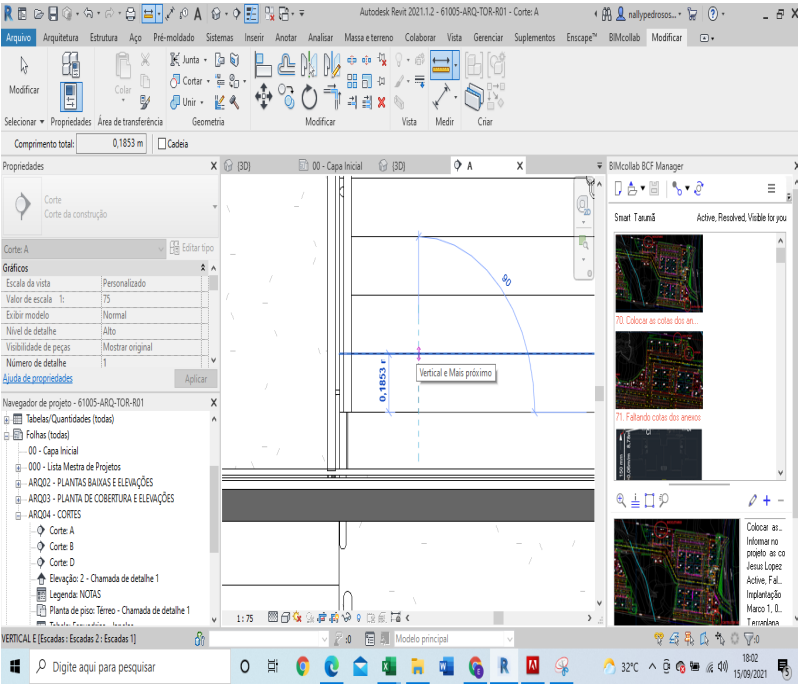 Autodesk Revit 2021.1.2 - 61005-ARQ-TOR-R01 - Corte: A
nallypedrosos...
Arquivo Arquitetura Estrutura Aço Pré-moldado Sistemas Inserir Anotar Analisar Massa e terreno Colaborar Vista Gerenciar Suplementos Enscape™ BIMcollab Modificar
Modificar
Colar
Junta
Cortar
Unir
Selecionar Propriedades Área de transferência Geometria Modificar Vista Medir Criar
Comprimento total: 0,1853 m Cadeia
Propriedades X
{3D} 00 - Capa Inicial {3D} A X
BIMcollab BCF Manager X
Corte
Corte da construção
Corte: A Editar tipo
Gráficos
Escala da vista Personalizado
Valor de escala 1: 75
Exibir modelo Normal
Nível de detalhe Alto
Visibilidade de peças Mostrar original
Número de detalhe 1
Ajuda de propriedades Aplicar
Navegador de projeto - 61005-ARQ-TOR-R01 X
Tabelas/Quantidades (todas)
Folhas (todas)
00 - Capa Inicial
000 - Lista Mestra de Projetos
ARQ02 - PLANTAS BAIXAS E ELEVAÇÕES
ARQ03 - PLANTA DE COBERTURA E ELEVAÇÕES
ARQ04 - CORTES
Corte: A
Corte: B
Corte: D
Elevação: 2 - Chamada de detalhe 1
Legenda: NOTAS
Planta de piso: Térreo - Chamada de detalhe 1
90
0,1853 m
Vertical e Mais próximo
1 : 75
Smart Tarumã Active, Resolved, Visible for you
70. Colocar as cotas dos an...
71. Faltando cotas dos anexos
Colocar as..
Informar no
projeto as co
Jesus Lopez
Active, Fal..
Implantação
Marco 1, 0..
Terraplana
VERTICAL E [Escadas : Escadas 2 : Escadas 1]
:0 Modelo principal
:0
Digite aqui para pesquisar
32°C
18:02
15/09/2021
5